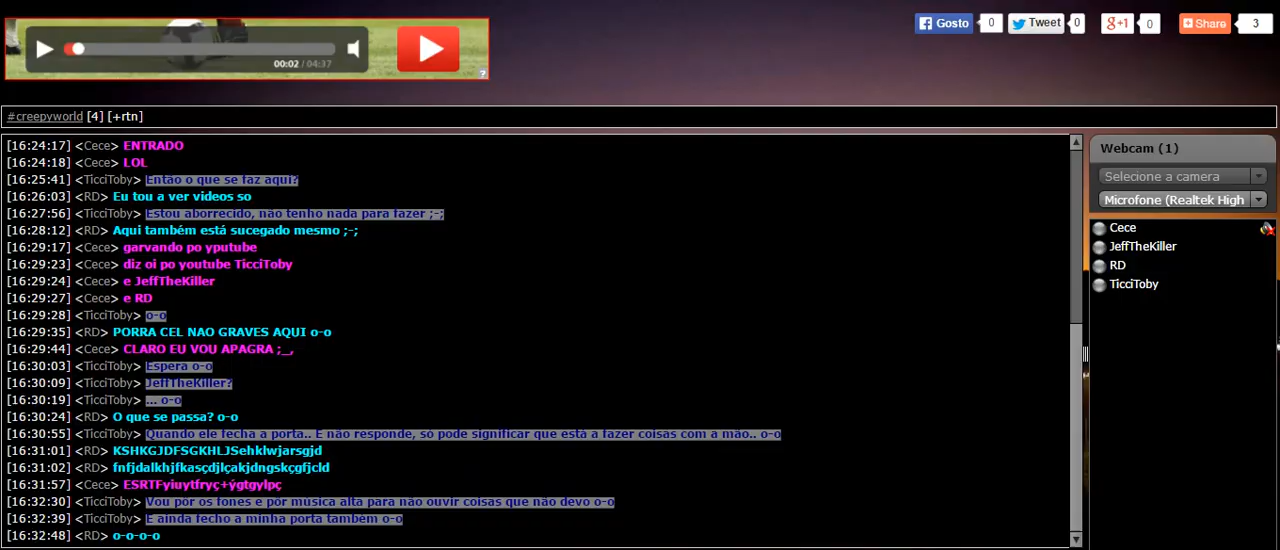 Gosto 0 Tweet 0 g+1 0 Share 3
00:02 / 04:37
?
#creepyworld [4] [+rtn]
[16:24:17] <Cece> ENTRADO
[16:24:18] <Cece> LOL
[16:25:41] <TicciToby> Então o que se faz aqui?
[16:26:03] <RD> Eu tou a ver videos so
[16:27:56] <TicciToby> Estou aborrecido, não tenho nada para fazer ;-;
[16:28:12] <RD> Aqui também está sucegado mesmo ;-;
[16:29:17] <Cece> garvando po yputube
[16:29:23] <Cece> diz oi po youtube TicciToby
[16:29:24] <Cece> e JeffTheKiller
[16:29:27] <Cece> e RD
[16:29:28] <TicciToby> o-o
[16:29:35] <RD> PORRA CEL NAO GRAVES AQUI o-o
[16:29:44] <Cece> CLARO EU VOU APAGRA ;_,
[16:30:03] <TicciToby> Espera o-o
[16:30:09] <TicciToby> JeffTheKiller?
[16:30:19] <TicciToby> ... o-o
[16:30:24] <RD> O que se passa? o-o
[16:30:55] <TicciToby> Quando ele fecha a porta.. E não responde, só pode significar que está a fazer coisas com a mão.. o-o
[16:31:01] <RD> KSHKGJDFSGKHLJSehklwjarsgjd
[16:31:02] <RD> fnfjdalkhjfkasçdjlçakjdngskçgfjcld
[16:31:57] <Cece> ESRTFyiuytfryç+ýgtgylpç
[16:32:30] <TicciToby> Vou pôr os fones e pôr música alta para não ouvir coisas que não devo o-o
[16:32:39] <TicciToby> E ainda fecho a minha porta também o-o
[16:32:48] <RD> o-o-o-o
Webcam (1)
Selecione a camera
Microfone (Realtek High
Cece
JeffTheKiller
RD
TicciToby